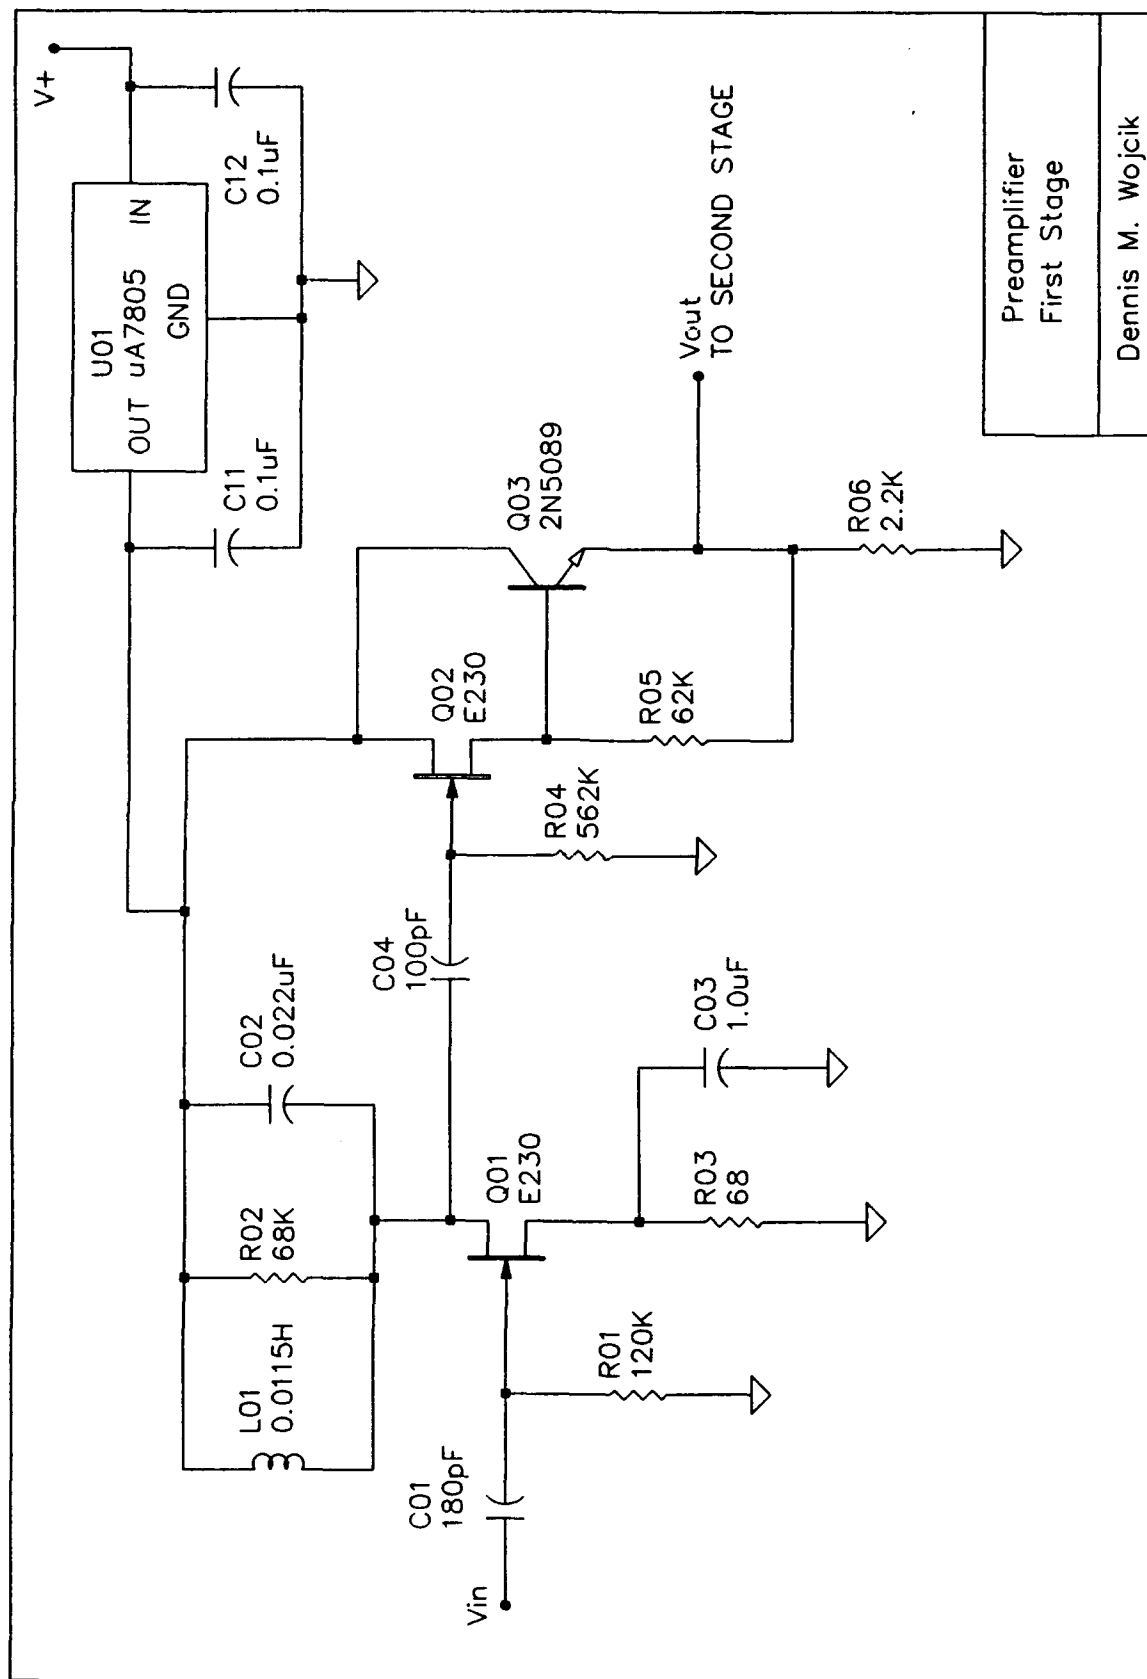 V+
U01
OUT uA7805 IN
GND
C11
0.1uF
C12
0.1uF
L01
0.0115H
R02
68K
C02
0.022uF
C04
100pF
Q02
E230
Q03
2N5089
Vin
C01
180pF
Q01
E230
R04
562K
R05
62K
Vout
TO SECOND STAGE
R01
120K
R03
68
C03
1.0uF
R06
2.2K
Preamplifier
First Stage
Dennis M. Wojcik